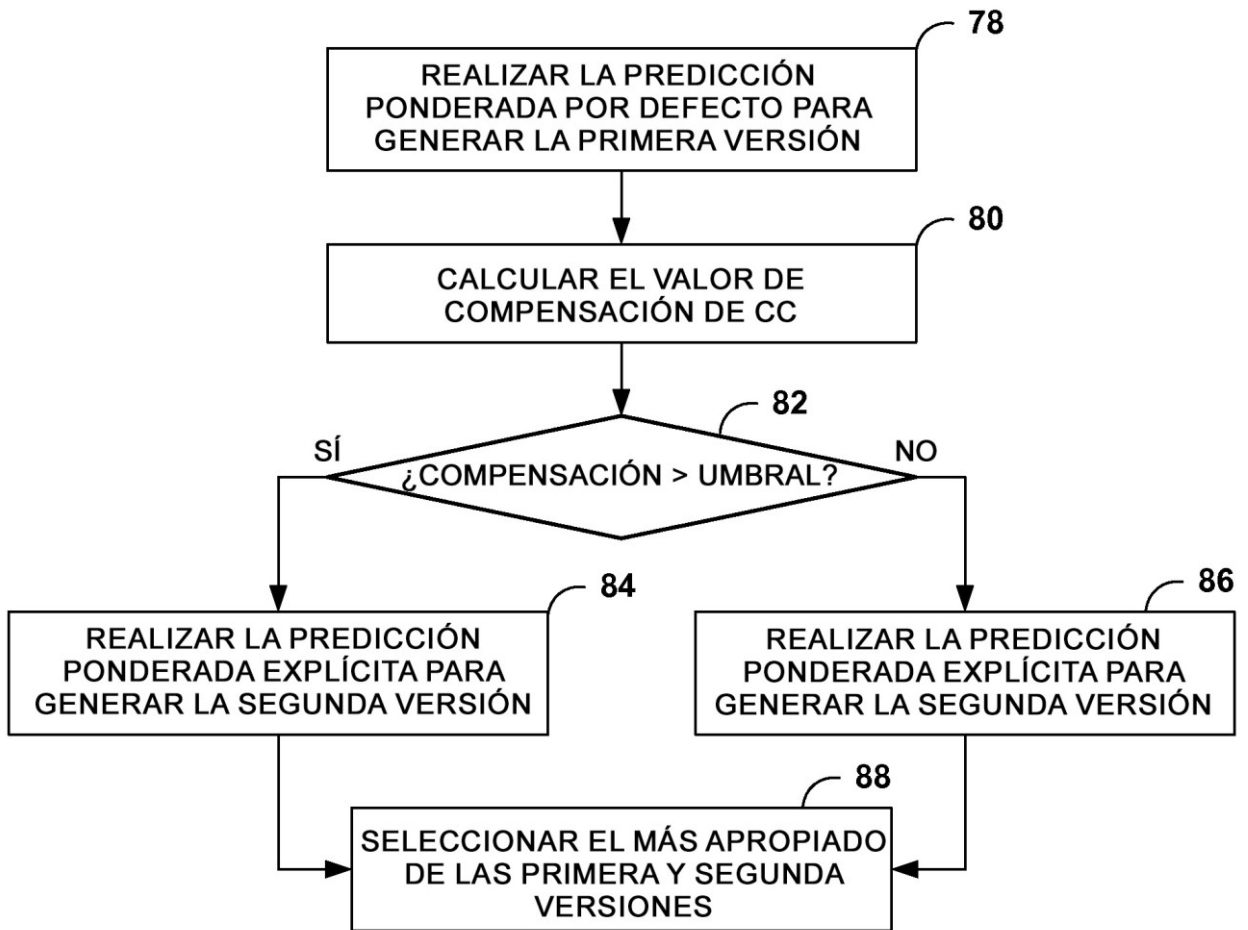 78
REALIZAR LA PREDICCIÓN
PONDERADA POR DEFECTO PARA
GENERAR LA PRIMERA VERSIÓN
80
CALCULAR EL VALOR DE
COMPENSACIÓN DE CC
82
SÍ
¿COMPENSACIÓN > UMBRAL?
NO
84
REALIZAR LA PREDICCIÓN
PONDERADA EXPLÍCITA PARA
GENERAR LA SEGUNDA VERSIÓN
86
REALIZAR LA PREDICCIÓN
PONDERADA EXPLÍCITA PARA
GENERAR LA SEGUNDA VERSIÓN
88
SELECCIONAR EL MÁS APROPIADO
DE LAS PRIMERA Y SEGUNDA
VERSIONES